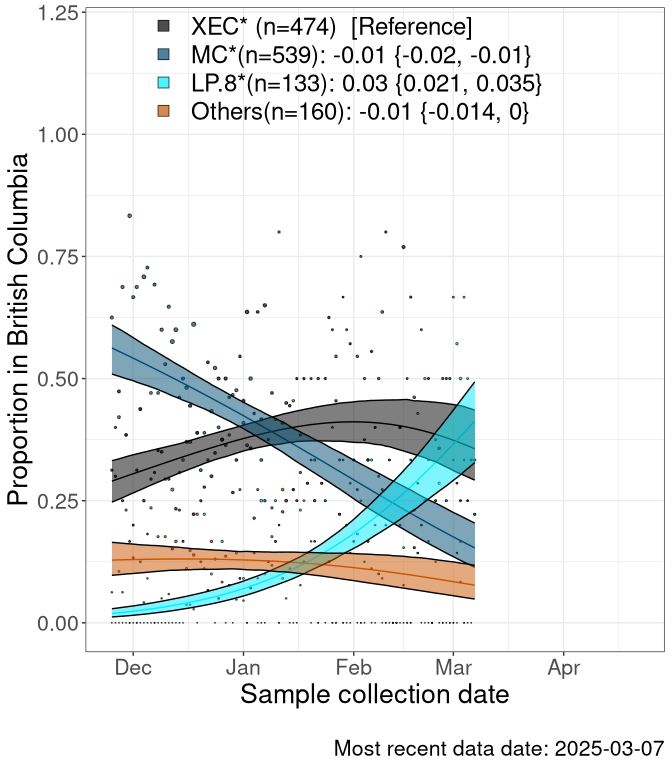 1.25
XEC* (n=474)  [Reference]
MC*(n=539): -0.01 {-0.02, -0.01}
LP.8*(n=133): 0.03 {0.021, 0.035}
Others(n=160): -0.01 {-0.014, 0}
1.00
0.75
0.50
0.25
0.00
Proportion in British Columbia
Dec Jan Feb Mar Apr
Sample collection date
Most recent data date: 2025-03-07